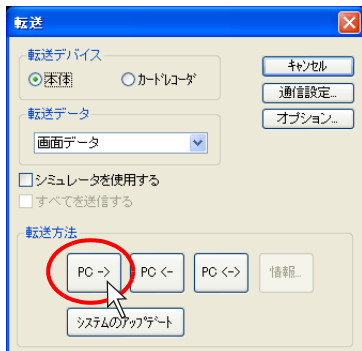 転送
転送デバイス
本体 カードレコーダ
キャンセル
通信設定...
オプション...
転送データ
画面データ
シミュレータを使用する
すべてを送信する
転送方法
PC -> PC <- PC <-> 情報...
システムのアップデート